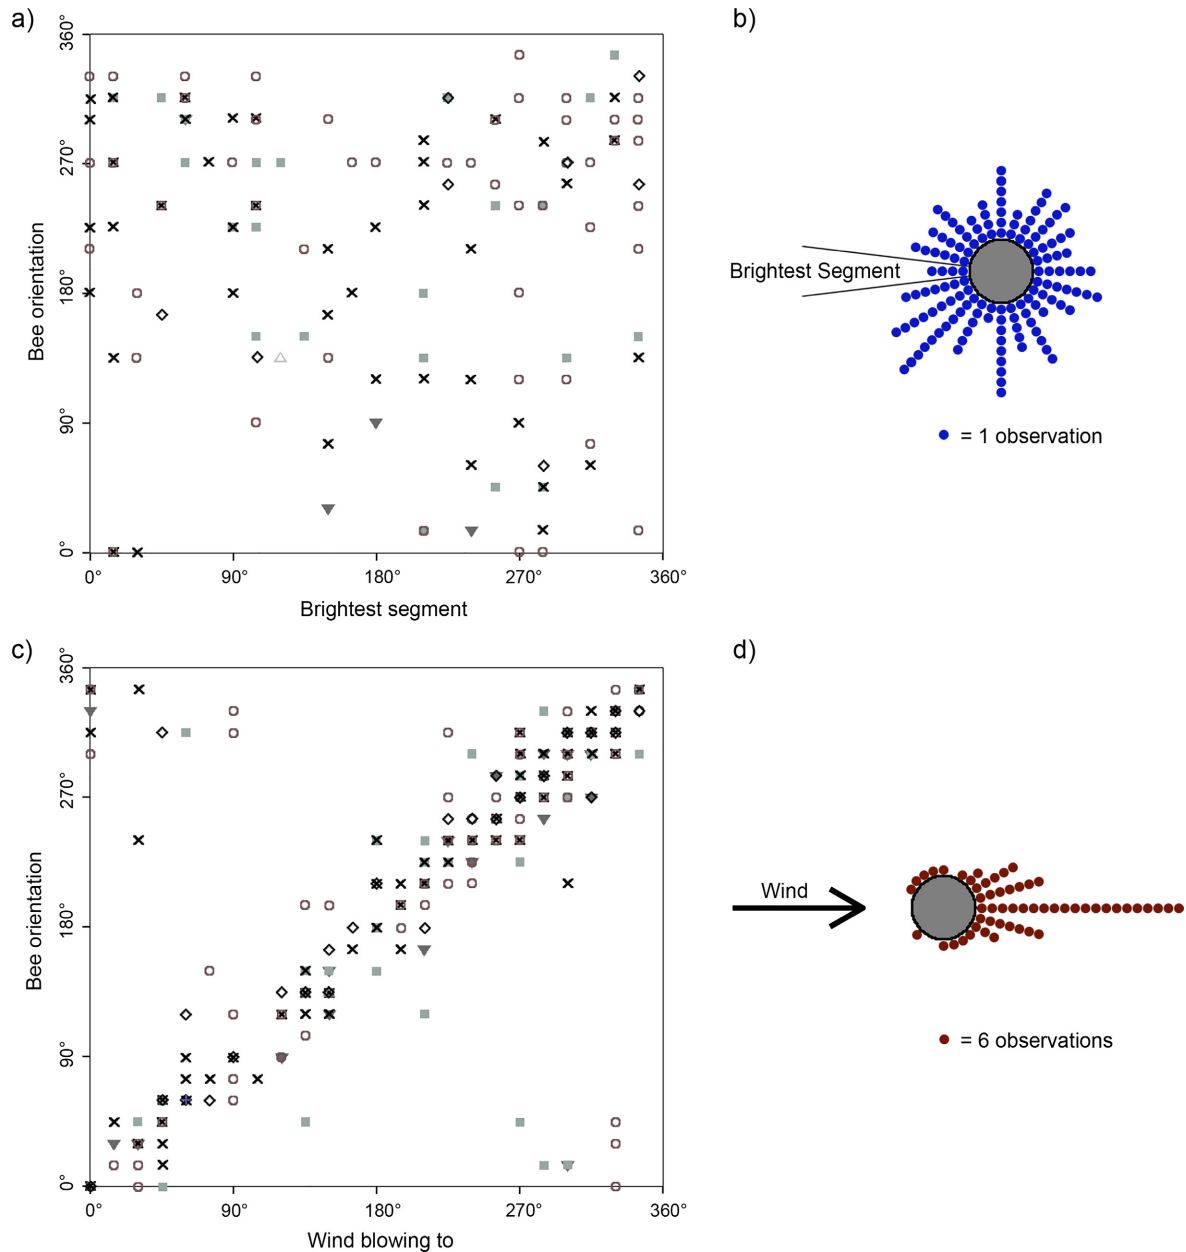 a)
360°
270°
180°
90°
0°
Bee orientation
0°
90°
180°
270°
360°
Brightest segment
b)
Brightest Segment
= 1 observation
c)
360°
270°
180°
90°
0°
Bee orientation
0°
90°
180°
270°
360°
Wind blowing to
d)
Wind
= 6 observations